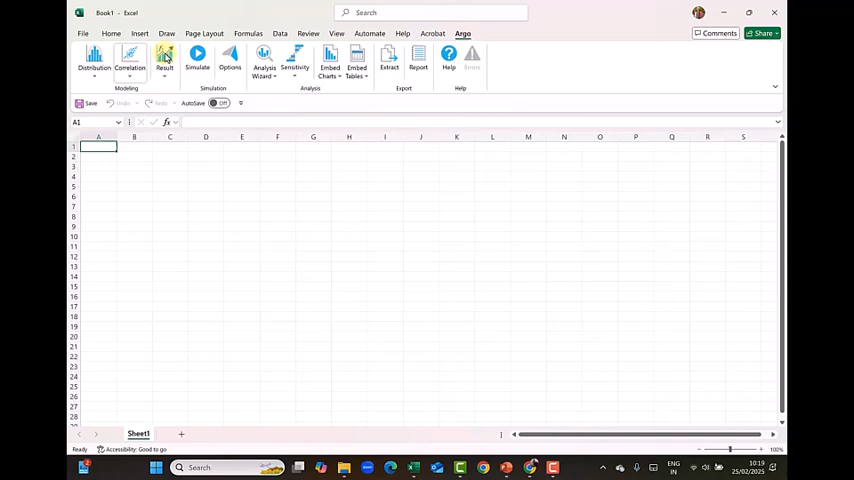 Book1 - Excel
Search
File Home Insert Draw Page Layout Formulas Data Review View Automate Help Acrobat Argo
Comments Share
Distribution Correlation Result Simulate Options Analysis Wizard Sensitivity Embed Charts Embed Tables Extract Report Help Errors
Modeling Simulation Analysis Export Help
Save Undo Redo AutoSave Off
A1 fx
A B C D E F G H I J K L M N O P Q R S
1
2
3
4
5
6
7
8
9
10
11
12
13
14
15
16
17
18
19
20
21
22
23
24
25
26
27
28
Sheet1
Ready Accessibility: Good to go 100%
Search
ENG
IN
10:19
25/02/2025